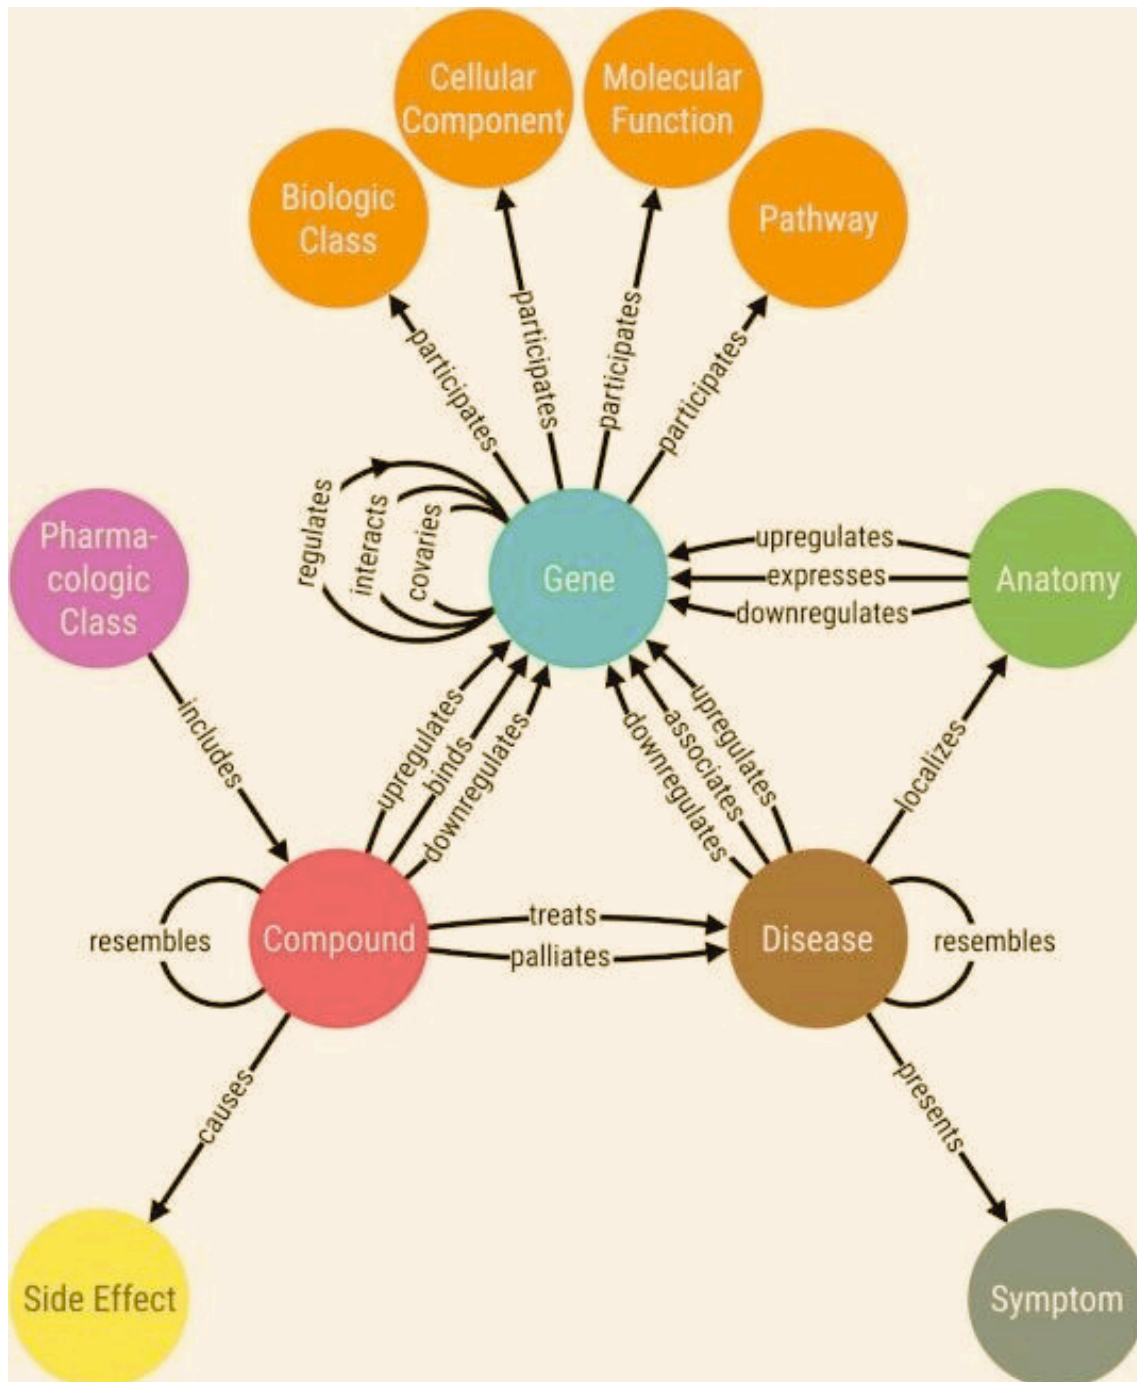 Cellular
Component
Molecular
Function
Biologic
Class
Pathway
participates
participates
participates
participates
regulates
interacts
covaries
Pharma-
cologic
Class
Gene
upregulates
expresses
downregulates
Anatomy
includes
upregulates
binds
downregulates
downregulates
associates
upregulates
localizes
resembles
Compound
treats
palliates
Disease
resembles
causes
presents
Side Effect
Symptom